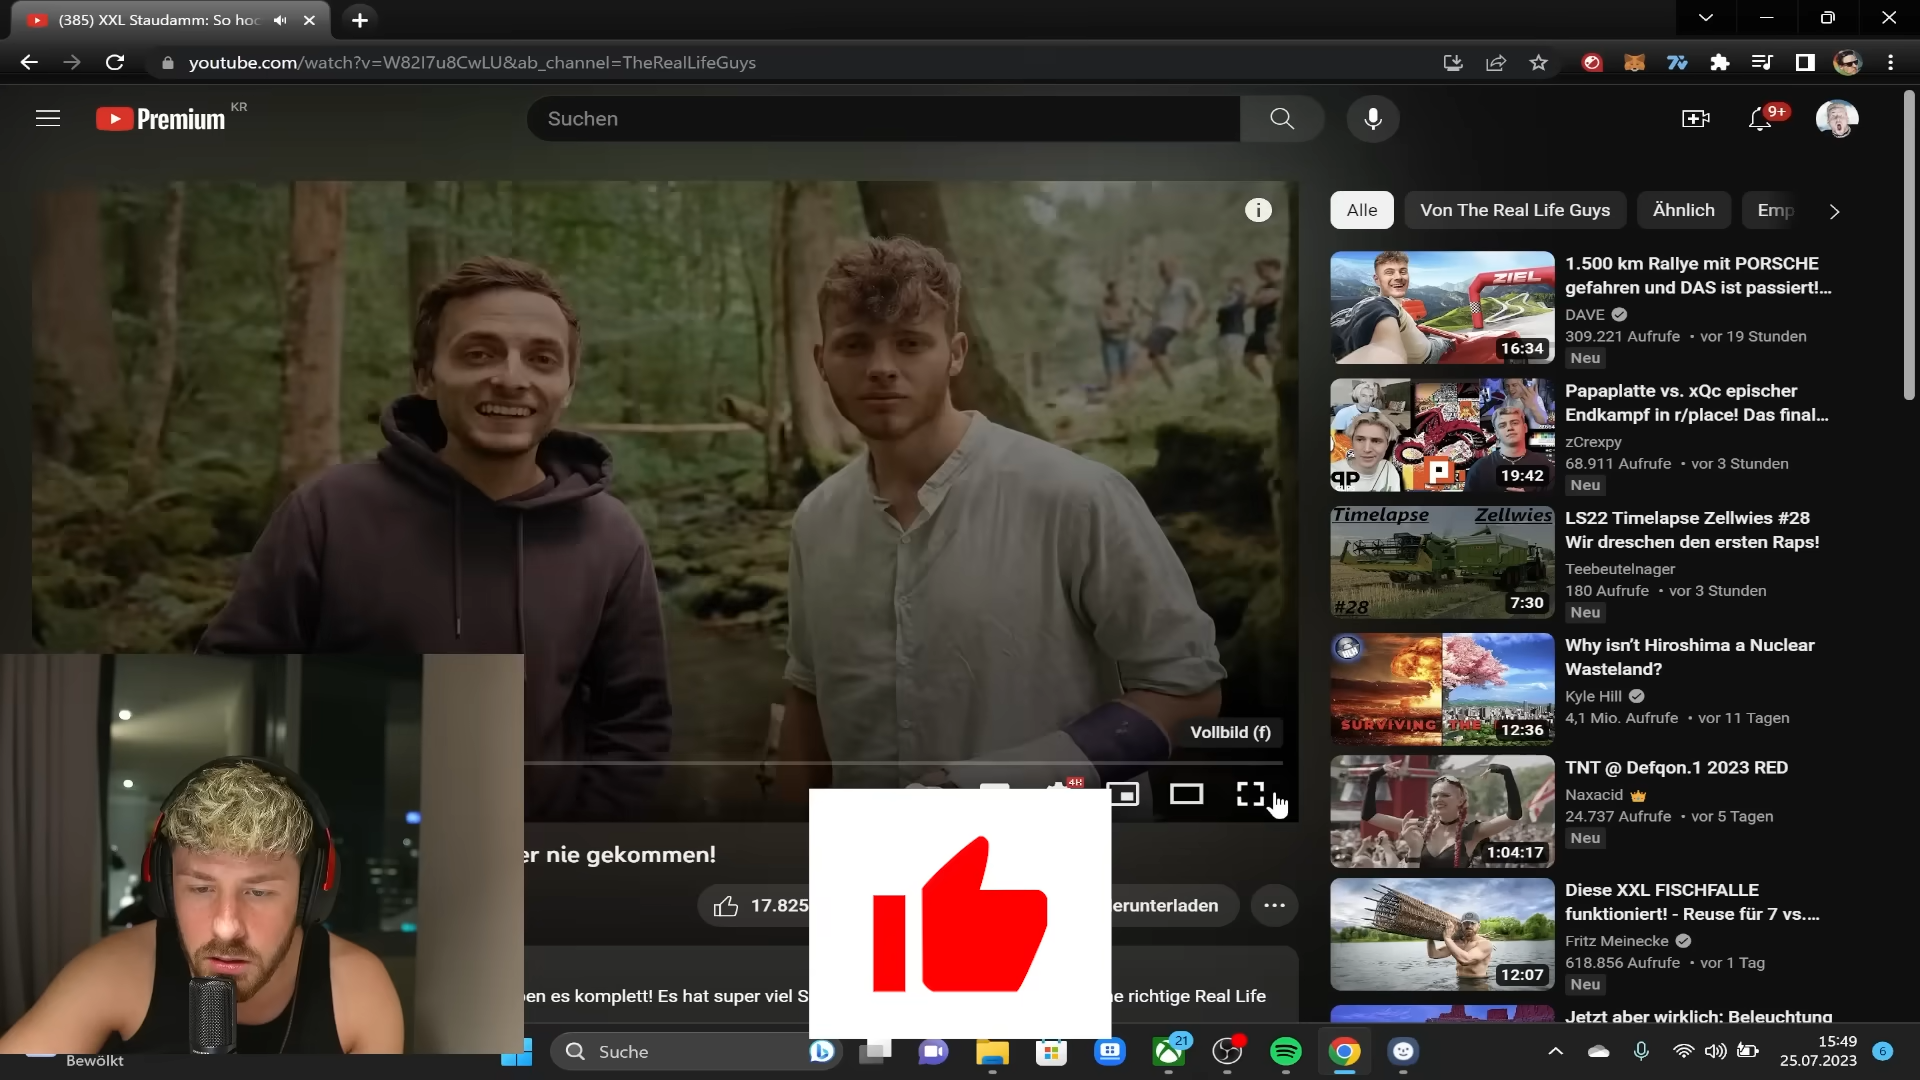 (385) XXL Staudamm: So hoc
youtube.com/watch?v=W82I7u8CwLU&ab_channel=TheRealLifeGuys
Premium
KR
Suchen
9+
Alle
Von The Real Life Guys
Ähnlich
Emp
ZIEL
16:34
1.500 km Rallye mit PORSCHE
gefahren und DAS ist passiert!...
DAVE
309.221 Aufrufe • vor 19 Stunden
Neu
19:42
Papaplatte vs. xQc epischer
Endkampf in r/place! Das final...
zCrexpy
68.911 Aufrufe • vor 3 Stunden
Neu
Timelapse Zellwies
#28
7:30
LS22 Timelapse Zellwies #28
Wir dreschen den ersten Raps!
Teebeutelnager
180 Aufrufe • vor 3 Stunden
Neu
SURVIVING THE
12:36
Why isn’t Hiroshima a Nuclear
Wasteland?
Kyle Hill
4,1 Mio. Aufrufe • vor 11 Tagen
Vollbild (f)
1:04:17
TNT @ Defqon.1 2023 RED
Naxacid
24.737 Aufrufe • vor 5 Tagen
Neu
er nie gekommen!
17.825
erunterladen
12:07
Diese XXL FISCHFALLE
funktioniert! - Reuse für 7 vs....
Fritz Meinecke
618.856 Aufrufe • vor 1 Tag
Neu
en es komplett! Es hat super viel S
e richtige Real Life
Jetzt aber wirklich: Beleuchtung
Bewölkt
Suche
21
15:49
25.07.2023
6